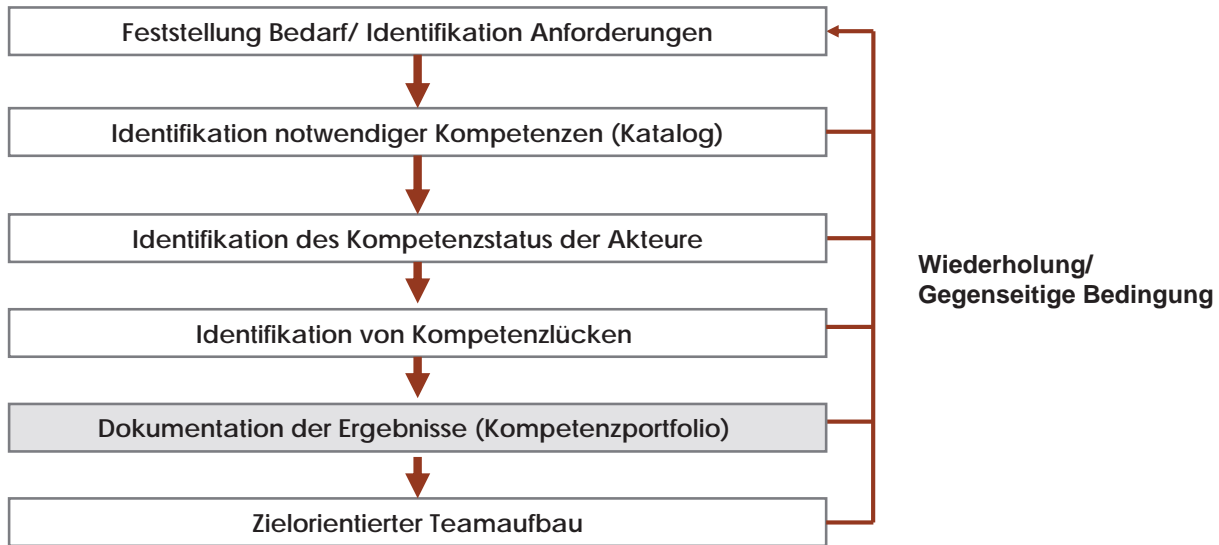 Feststellung Bedarf/ Identifikation Anforderungen
Identifikation notwendiger Kompetenzen (Katalog)
Identifikation des Kompetenzstatus der Akteure
Identifikation von Kompetenzlücken
Dokumentation der Ergebnisse (Kompetenzportfolio)
Zielorientierter Teamaufbau
Wiederholung/
Gegenseitige Bedingung